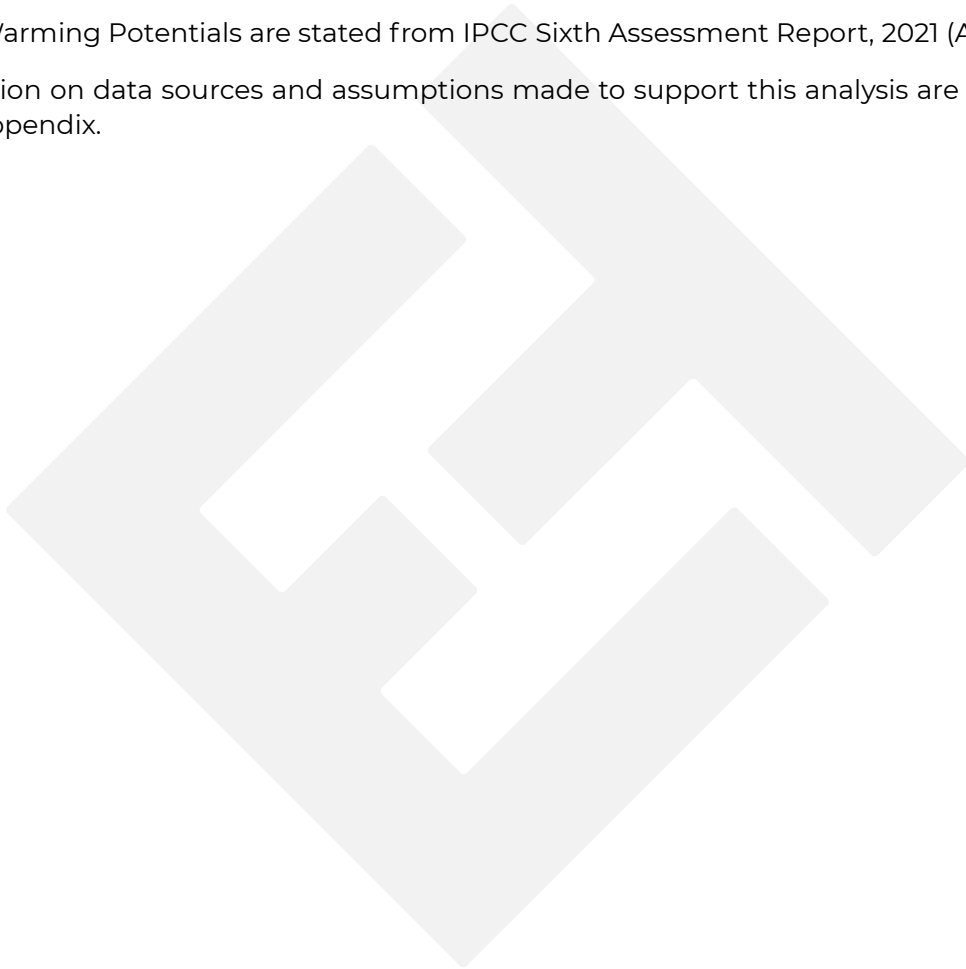 Warming Potentials are stated from IPCC Sixth Assessment Report, 2021 (A
ion on data sources and assumptions made to support this analysis are
ppendix.